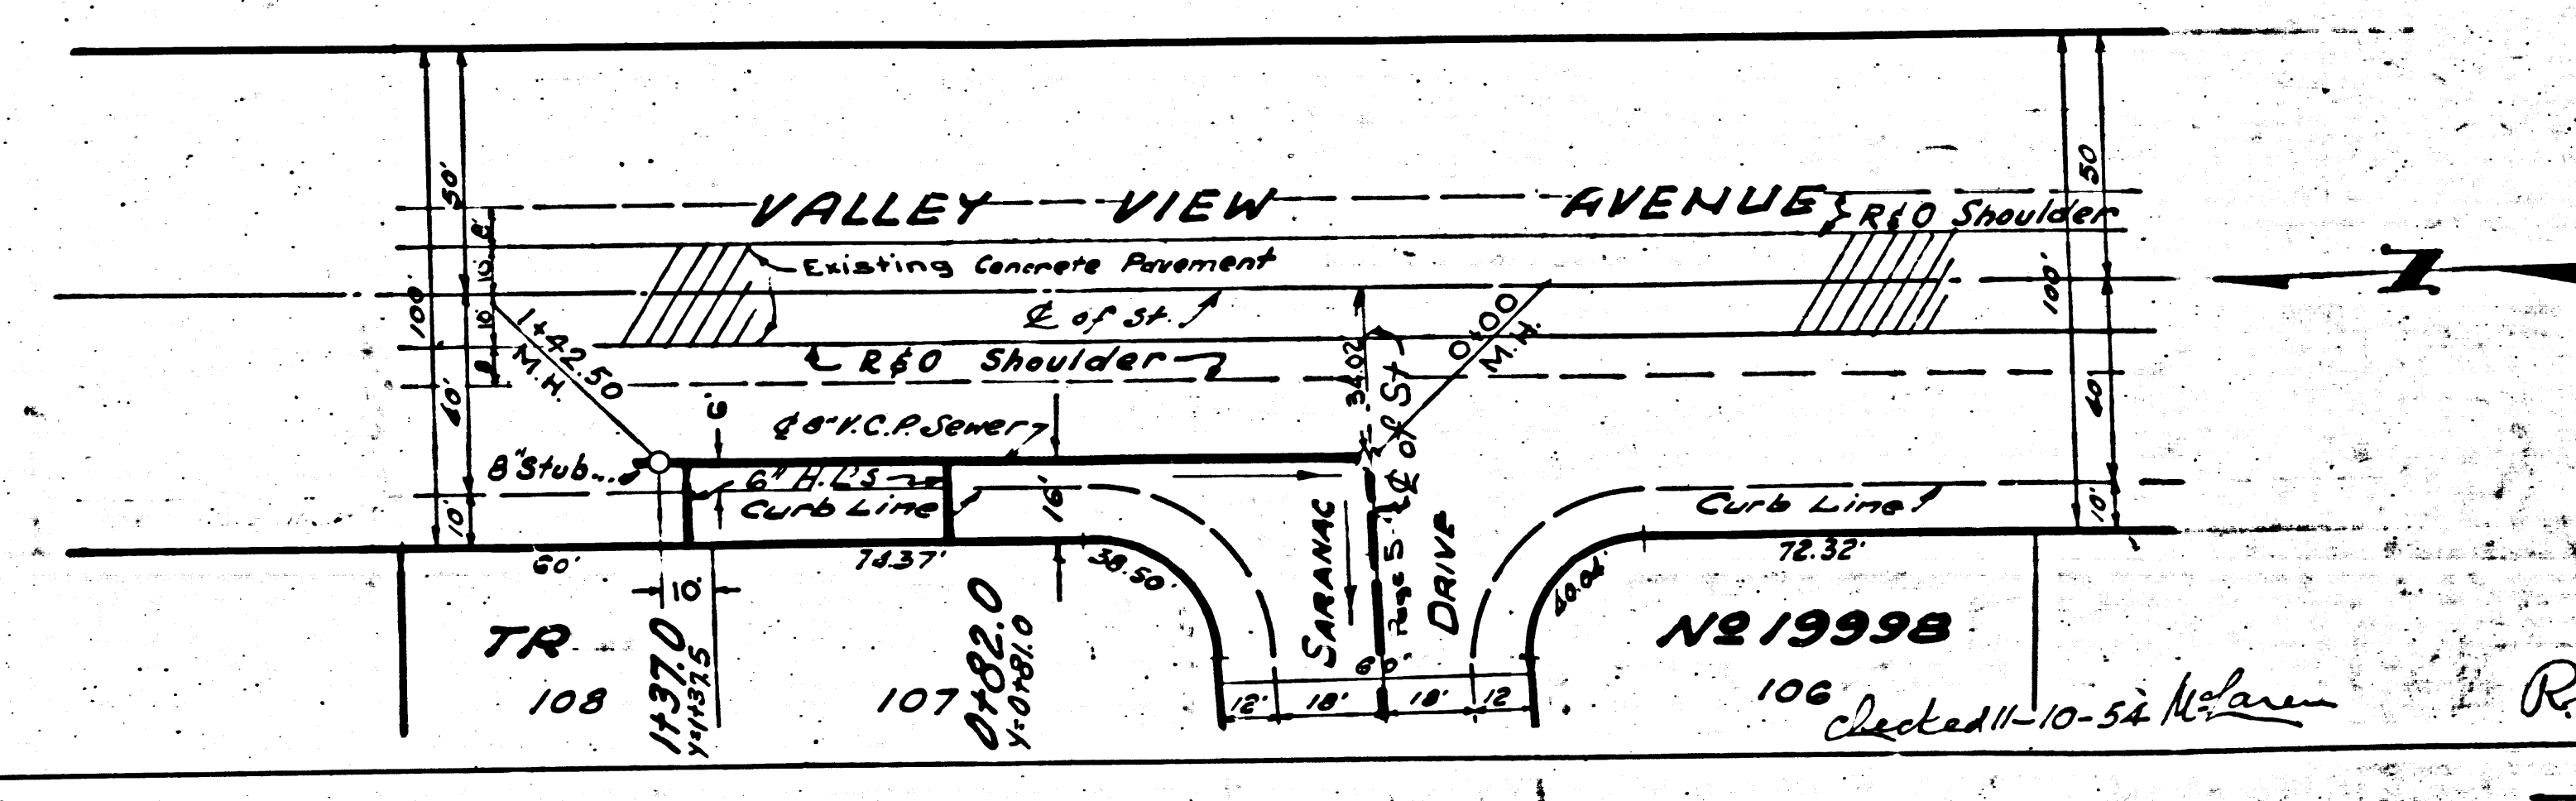 VALLEY VIEW AVENUE
R&O Shoulder
Existing Concrete Pavement
℄ of St.
R&O Shoulder
100'
50'
8'
10'
10'
8'
40'
10'
1+42.50
M.H.
34.02
0+00
M.H.
℄ of St
50
100'
40
10'
N
6'
℄ 8" V.C.P. Sewer
8" Stub
6" H.L's
Curb Line
16'
Curb Line
SARANAC
DRIVE
Page 5
60'
10'
74.37'
38.50'
40.04'
72.32'
TR
No 19998
108
1+37.0
Y=1+37.5
107
0+82.0
Y=0+81.0
60'
12'
18'
18'
12
106
checked 11-10-54 McLaren
R.